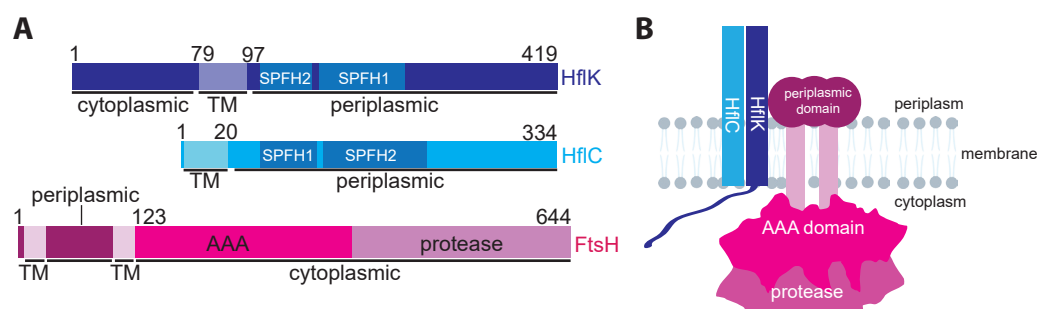 A
1 79 97 419
SPFH2 SPFH1 HflK
cytoplasmic TM periplasmic
1 20 334
SPFH1 SPFH2 HflC
TM periplasmic
periplasmic
1 123 644
AAA protease FtsH
TM TM cytoplasmic
B
HflC
HflK
periplasmic
domain
periplasm
membrane
cytoplasm
AAA domain
protease